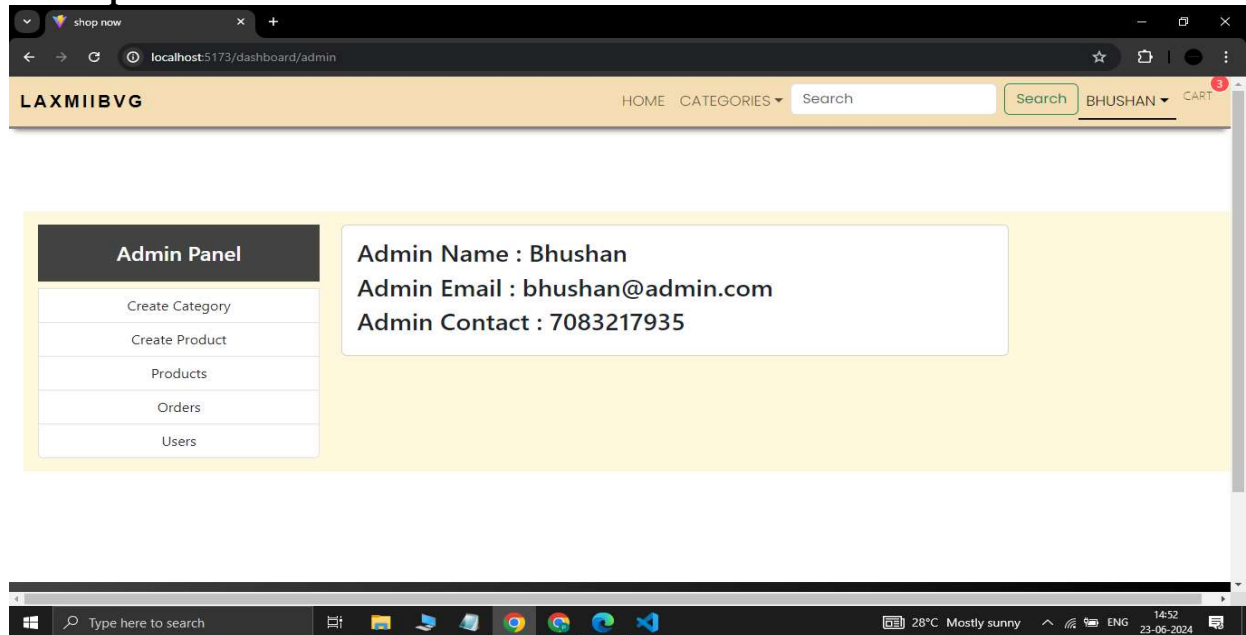 shop now
localhost:5173/dashboard/admin
LAXMIIBVG
HOME CATEGORIES Search Search BHUSHAN CART 3
Admin Panel
Create Category
Create Product
Products
Orders
Users
Admin Name : Bhushan
Admin Email : bhushan@admin.com
Admin Contact : 7083217935
Type here to search
28°C Mostly sunny
ENG
14:52
23-06-2024